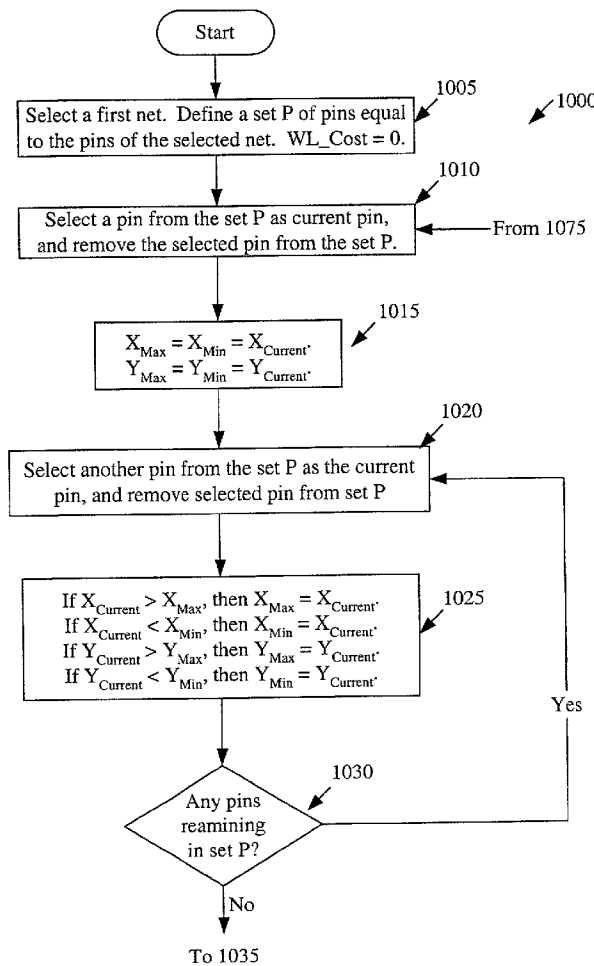 Start
1005
1000
Select a first net. Define a set P of pins equal
to the pins of the selected net. WL_Cost = 0.
1010
Select a pin from the set P as current pin,
and remove the selected pin from the set P.
From 1075
1015
X_Max = X_Min = X_Current.
Y_Max = Y_Min = Y_Current.
1020
Select another pin from the set P as the current
pin, and remove selected pin from set P
If X_Current > X_Max, then X_Max = X_Current.
If X_Current < X_Min, then X_Min = X_Current.
If Y_Current > Y_Max, then Y_Max = Y_Current.
If Y_Current < Y_Min, then Y_Min = Y_Current.
1025
Yes
1030
Any pins
reamining
in set P?
No
To 1035